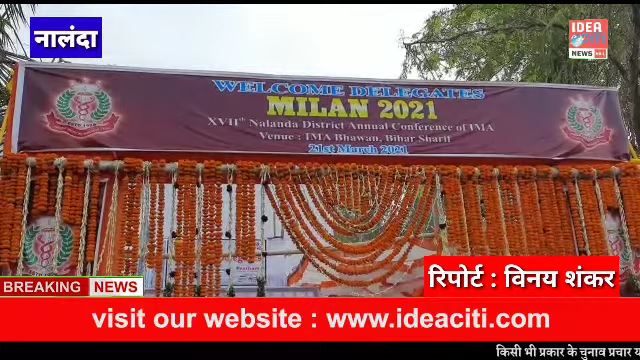 नालंदा
IDEA
CITI
NEWS
WELCOME DELEGATES
MILAN 2021
XVIIth Nalanda District Annual Conference of IMA
Venue : IMA Bhawan, Bihar Sharif
21st March 2021
रिपोर्ट : विनय शंकर
BREAKING NEWS
visit our website : www.ideaciti.com
किसी भी प्रकार के चुनाव प्रचार